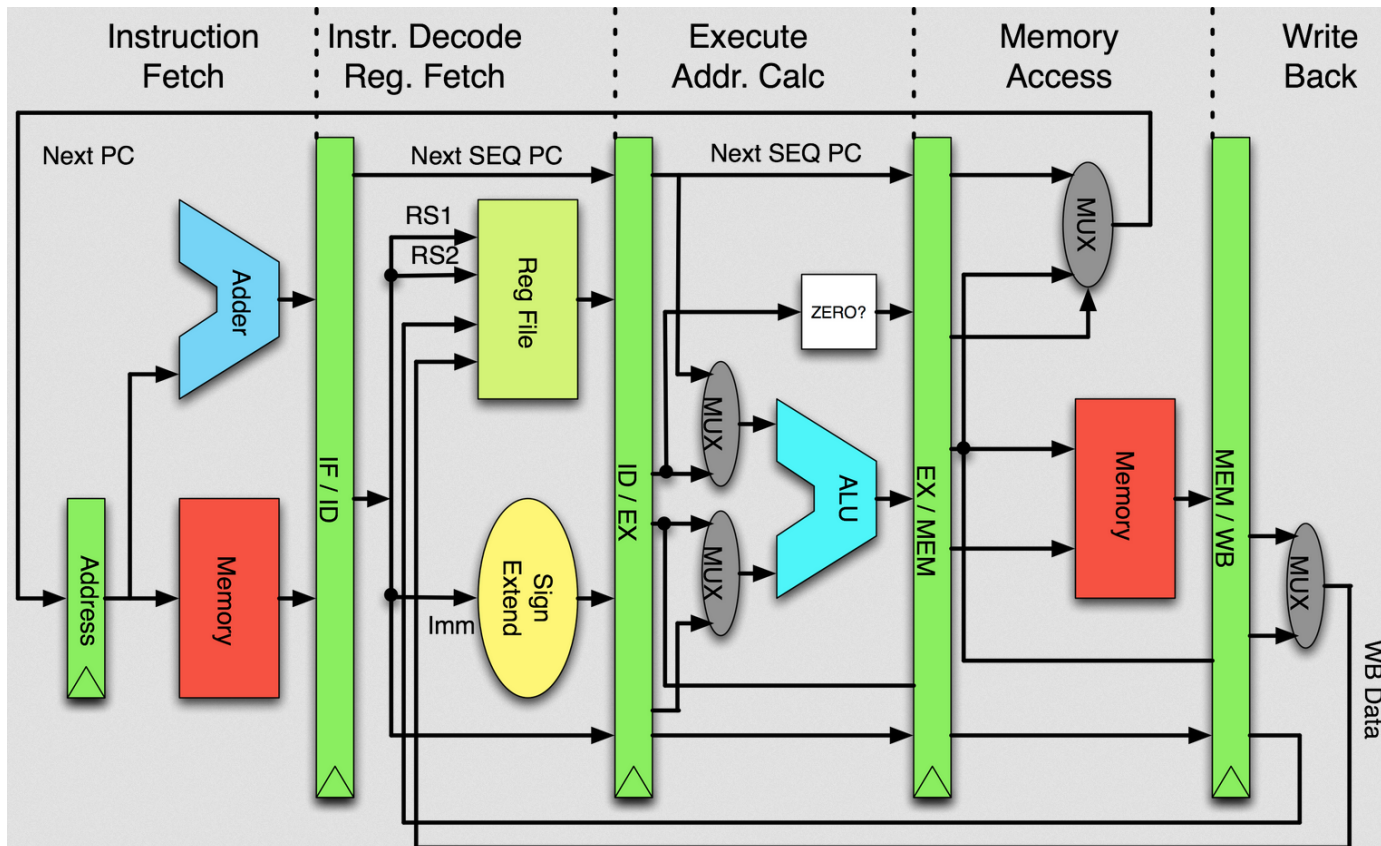 Instruction
Fetch
Instr. Decode
Reg. Fetch
Execute
Addr. Calc
Memory
Access
Write
Back
Next PC
Next SEQ PC
Next SEQ PC
RS1
RS2
Reg File
Adder
MUX
ZERO?
MUX
ALU
IF / ID
ID / EX
EX / MEM
Memory
MEM / WB
Address
Memory
Imm
Sign
Extend
MUX
MUX
WB Data